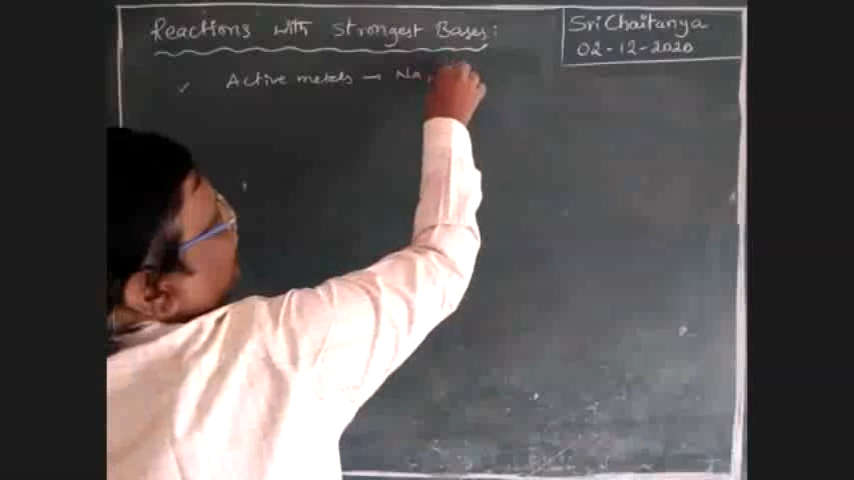 Reactions with Strongest Bases:
Sri Chaitanya
02-12-2020
✓ Active metals → Na,